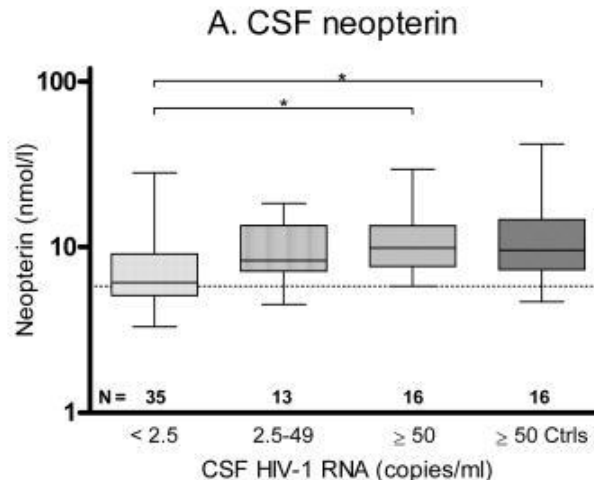 A. CSF neopterin
100
*
*
Neopterin (nmol/l)
10
N = 35 13 16 16
1
< 2.5 2.5-49 ≥ 50 ≥ 50 Ctrls
CSF HIV-1 RNA (copies/ml)